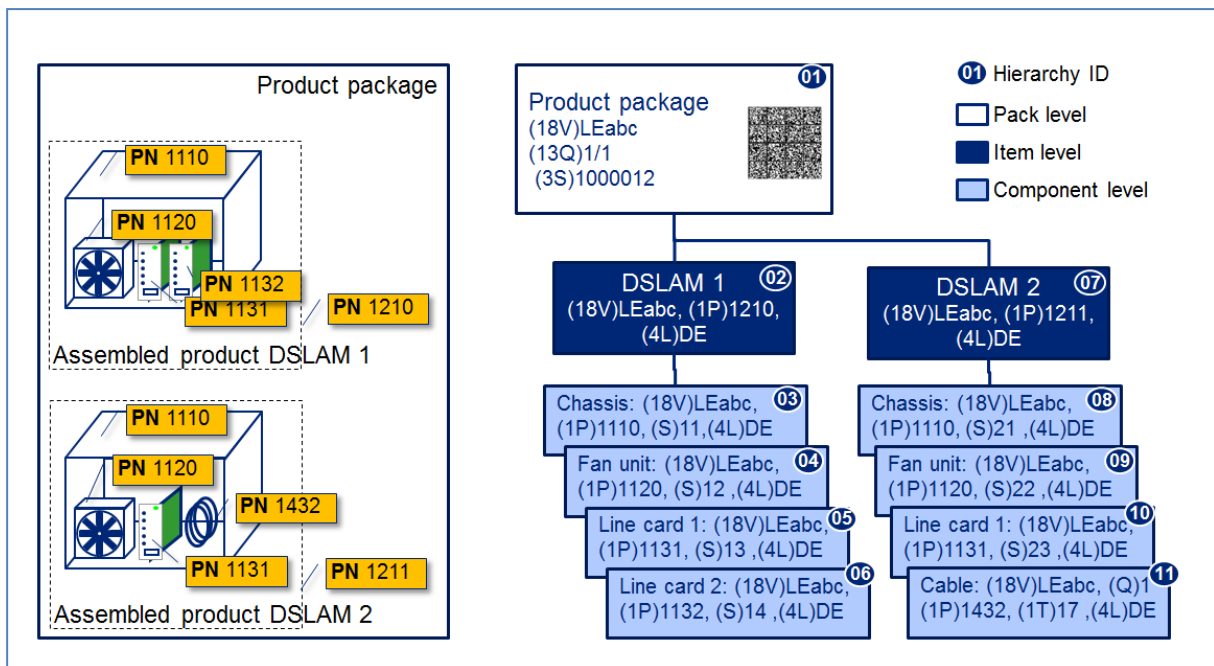 Product package
PN 1110
PN 1120
PN 1132
PN 1131
PN 1210
Assembled product DSLAM 1
PN 1110
PN 1120
PN 1432
PN 1131
PN 1211
Assembled product DSLAM 2
01
Product package
(18V)LEabc
(13Q)1/1
(3S)1000012
01 Hierarchy ID
Pack level
Item level
Component level
DSLAM 1 02
(18V)LEabc, (1P)1210,
(4L)DE
DSLAM 2 07
(18V)LEabc, (1P)1211,
(4L)DE
Chassis: (18V)LEabc, 03
(1P)1110, (S)11,(4L)DE
Fan unit: (18V)LEabc, 04
(1P)1120, (S)12 ,(4L)DE
Line card 1: (18V)LEabc, 05
(1P)1131, (S)13 ,(4L)DE
Line card 2: (18V)LEabc, 06
(1P)1132, (S)14 ,(4L)DE
Chassis: (18V)LEabc, 08
(1P)1110, (S)21 ,(4L)DE
Fan unit: (18V)LEabc, 09
(1P)1120, (S)22 ,(4L)DE
Line card 1: (18V)LEabc, 10
(1P)1131, (S)23 ,(4L)DE
Cable: (18V)LEabc, (Q)1 11
(1P)1432, (1T)17 ,(4L)DE